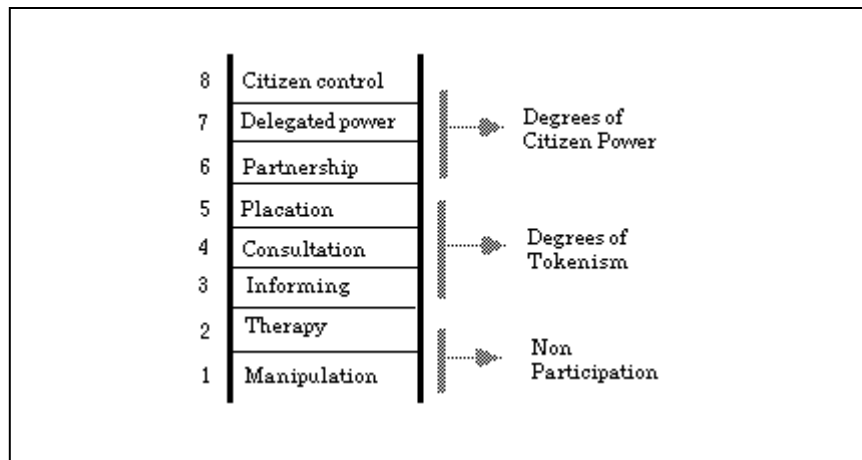 8 Citizen control
7 Delegated power
6 Partnership
5 Placation
4 Consultation
3 Informing
2 Therapy
1 Manipulation
Degrees of
Citizen Power
Degrees of
Tokenism
Non
Participation